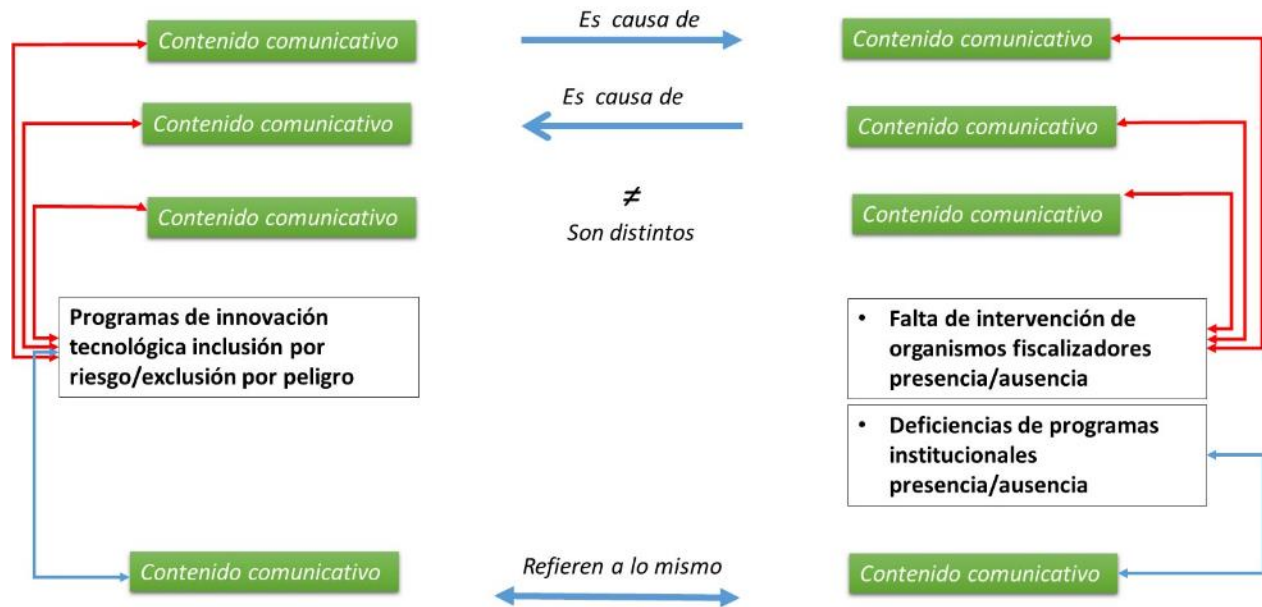 Es causa de
Contenido comunicativo
Contenido comunicativo
Es causa de
Contenido comunicativo
Contenido comunicativo
≠
Contenido comunicativo
Contenido comunicativo
Son distintos
Programas de innovación
tecnológica inclusión por
riesgo/exclusión por peligro
• Falta de intervención de
organismos fiscalizadores
presencia/ausencia
• Deficiencias de programas
institucionales
presencia/ausencia
Contenido comunicativo
Refieren a lo mismo
Contenido comunicativo